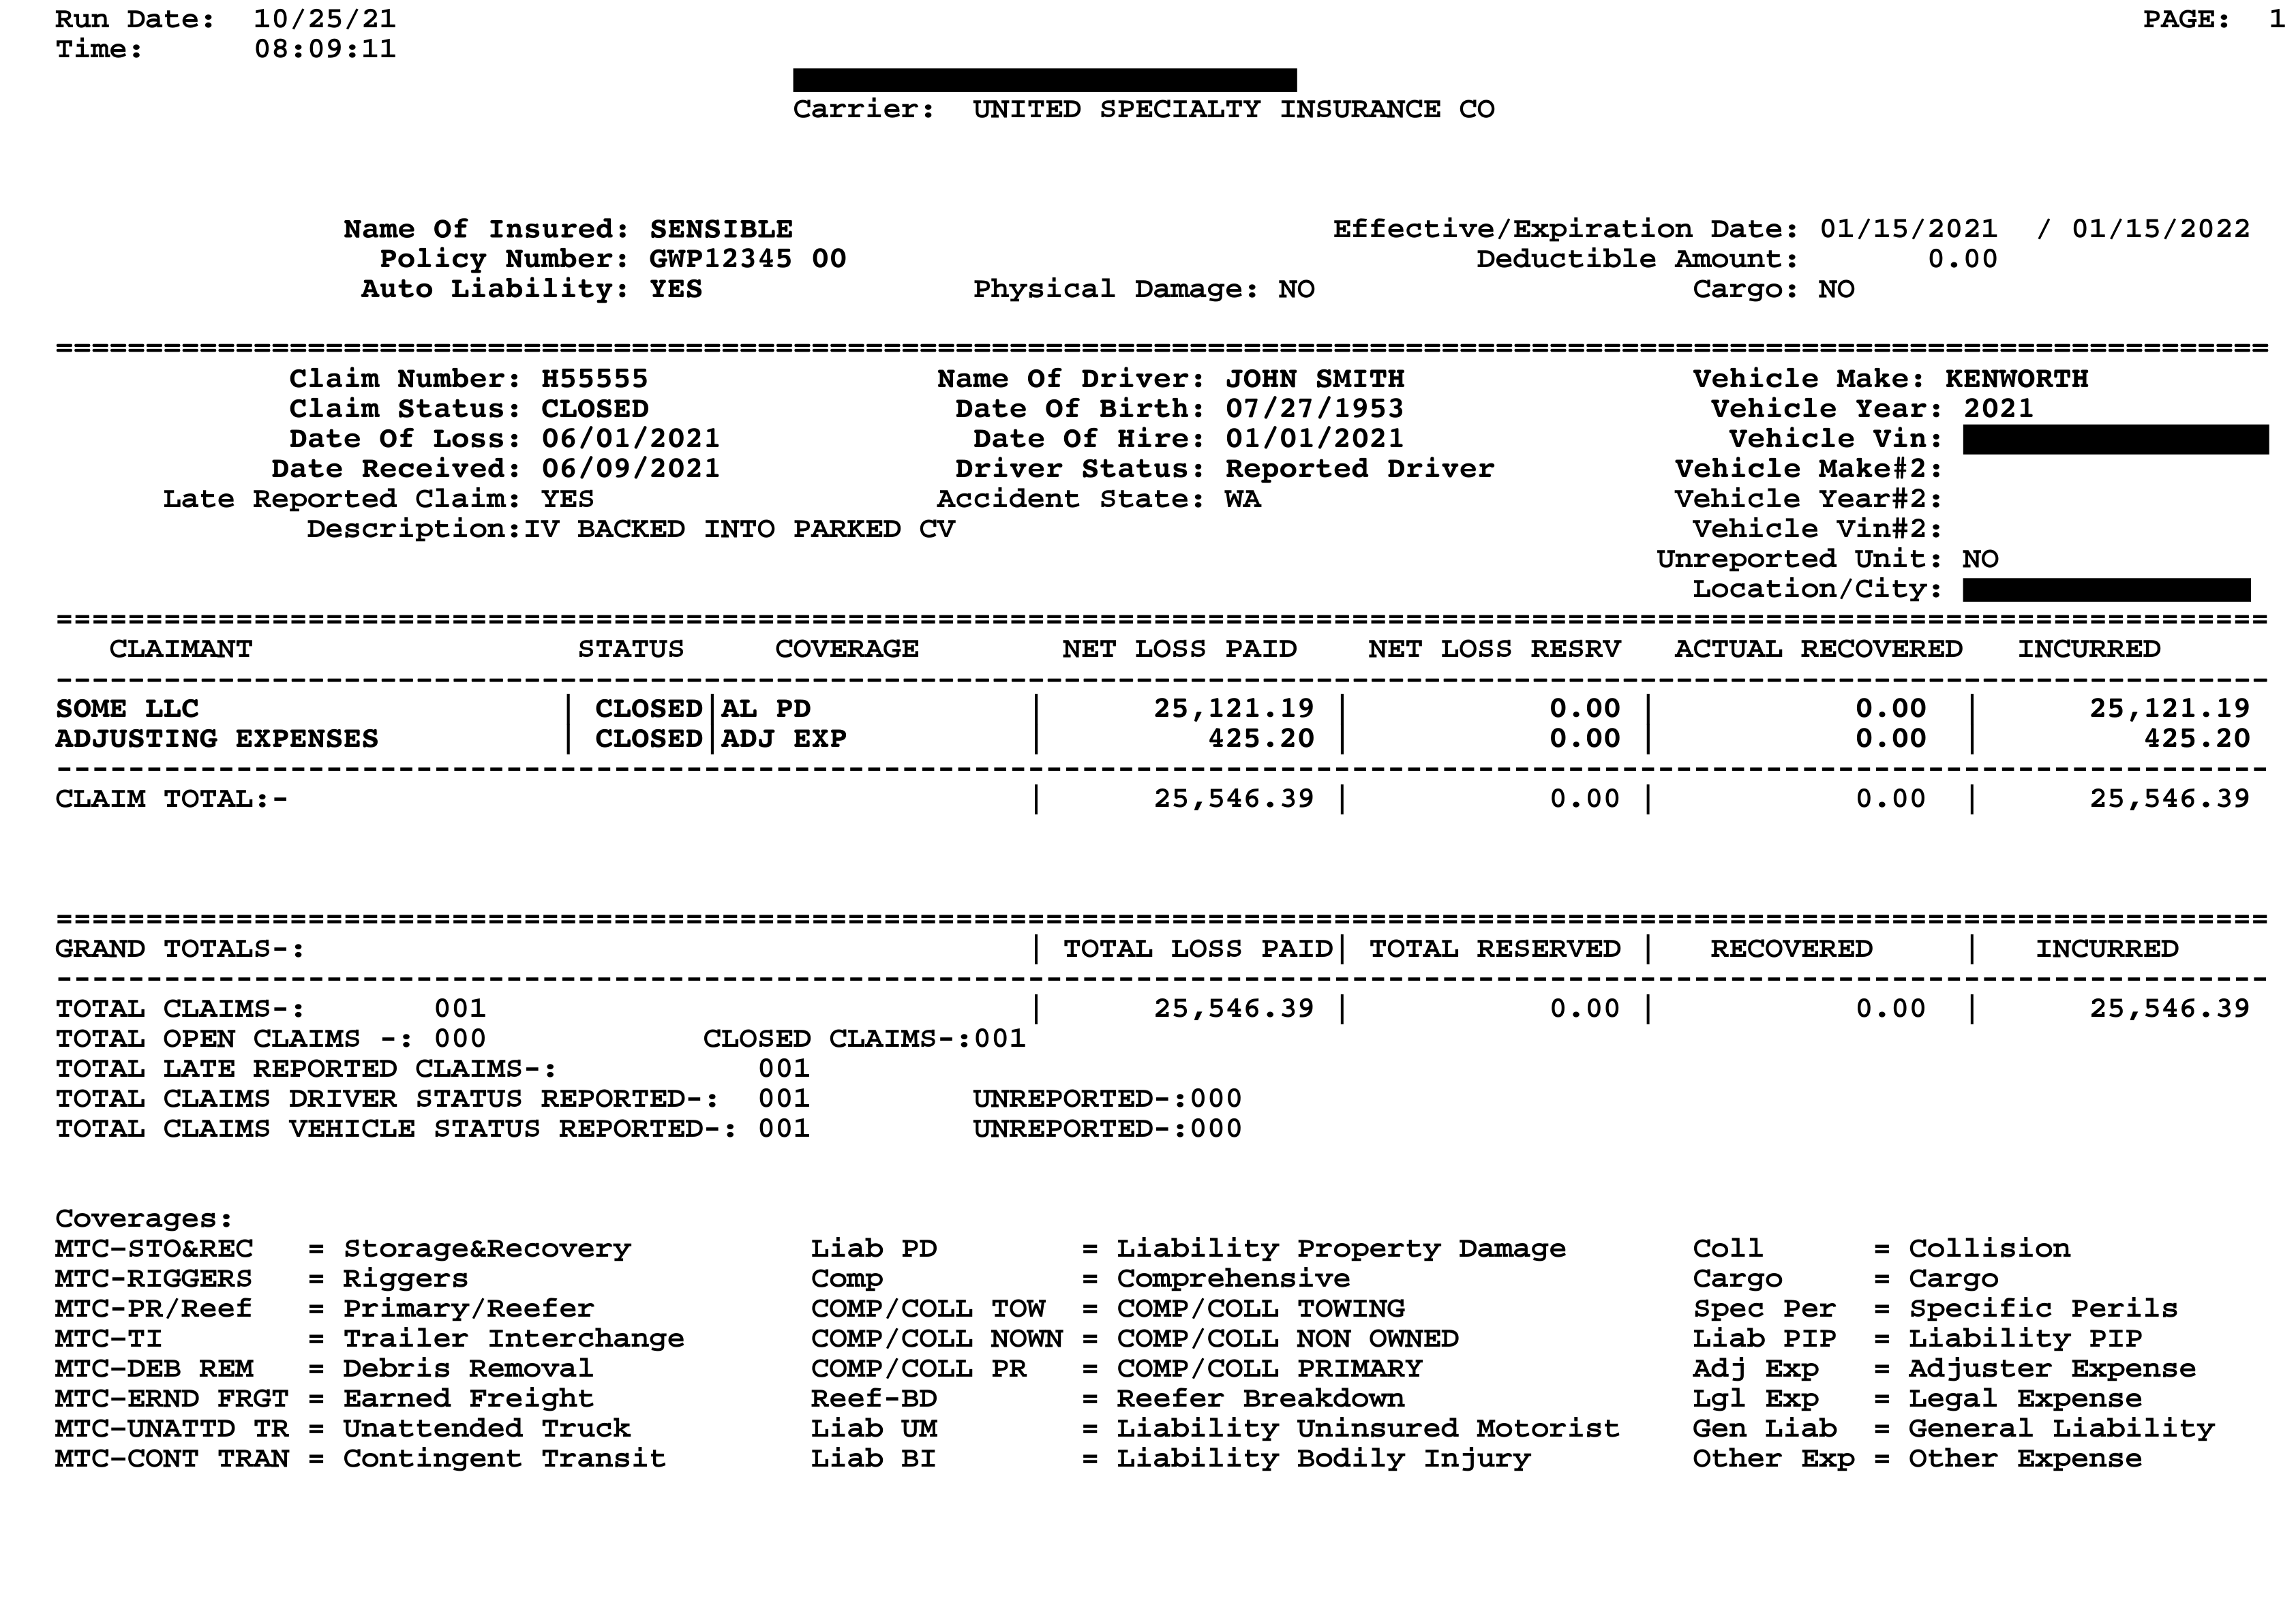 Run Date: 10/25/21 PAGE: 1
Time: 08:09:11
Carrier: UNITED SPECIALTY INSURANCE CO
Name Of Insured: SENSIBLE Effective/Expiration Date: 01/15/2021 / 01/15/2022
Policy Number: GWP12345 00 Deductible Amount: 0.00
Auto Liability: YES Physical Damage: NO Cargo: NO
===========================================================================================================================
Claim Number: H55555 Name Of Driver: JOHN SMITH Vehicle Make: KENWORTH
Claim Status: CLOSED Date Of Birth: 07/27/1953 Vehicle Year: 2021
Date Of Loss: 06/01/2021 Date Of Hire: 01/01/2021 Vehicle Vin:
Date Received: 06/09/2021 Driver Status: Reported Driver Vehicle Make#2:
Late Reported Claim: YES Accident State: WA Vehicle Year#2:
Description:IV BACKED INTO PARKED CV Vehicle Vin#2:
Unreported Unit: NO
Location/City:
===========================================================================================================================
CLAIMANT STATUS COVERAGE NET LOSS PAID NET LOSS RESRV ACTUAL RECOVERED INCURRED
---------------------------------------------------------------------------------------------------------------------------
SOME LLC | CLOSED|AL PD | 25,121.19 | 0.00 | 0.00 | 25,121.19
ADJUSTING EXPENSES | CLOSED|ADJ EXP | 425.20 | 0.00 | 0.00 | 425.20
---------------------------------------------------------------------------------------------------------------------------
CLAIM TOTAL:- | 25,546.39 | 0.00 | 0.00 | 25,546.39
===========================================================================================================================
GRAND TOTALS-: | TOTAL LOSS PAID| TOTAL RESERVED | RECOVERED | INCURRED
---------------------------------------------------------------------------------------------------------------------------
TOTAL CLAIMS-: 001 | 25,546.39 | 0.00 | 0.00 | 25,546.39
TOTAL OPEN CLAIMS -: 000 CLOSED CLAIMS-:001
TOTAL LATE REPORTED CLAIMS-: 001
TOTAL CLAIMS DRIVER STATUS REPORTED-: 001 UNREPORTED-:000
TOTAL CLAIMS VEHICLE STATUS REPORTED-: 001 UNREPORTED-:000
Coverages:
MTC-STO&REC = Storage&Recovery Liab PD = Liability Property Damage Coll = Collision
MTC-RIGGERS = Riggers Comp = Comprehensive Cargo = Cargo
MTC-PR/Reef = Primary/Reefer COMP/COLL TOW = COMP/COLL TOWING Spec Per = Specific Perils
MTC-TI = Trailer Interchange COMP/COLL NOWN = COMP/COLL NON OWNED Liab PIP = Liability PIP
MTC-DEB REM = Debris Removal COMP/COLL PR = COMP/COLL PRIMARY Adj Exp = Adjuster Expense
MTC-ERND FRGT = Earned Freight Reef-BD = Reefer Breakdown Lgl Exp = Legal Expense
MTC-UNATTD TR = Unattended Truck Liab UM = Liability Uninsured Motorist Gen Liab = General Liability
MTC-CONT TRAN = Contingent Transit Liab BI = Liability Bodily Injury Other Exp = Other Expense